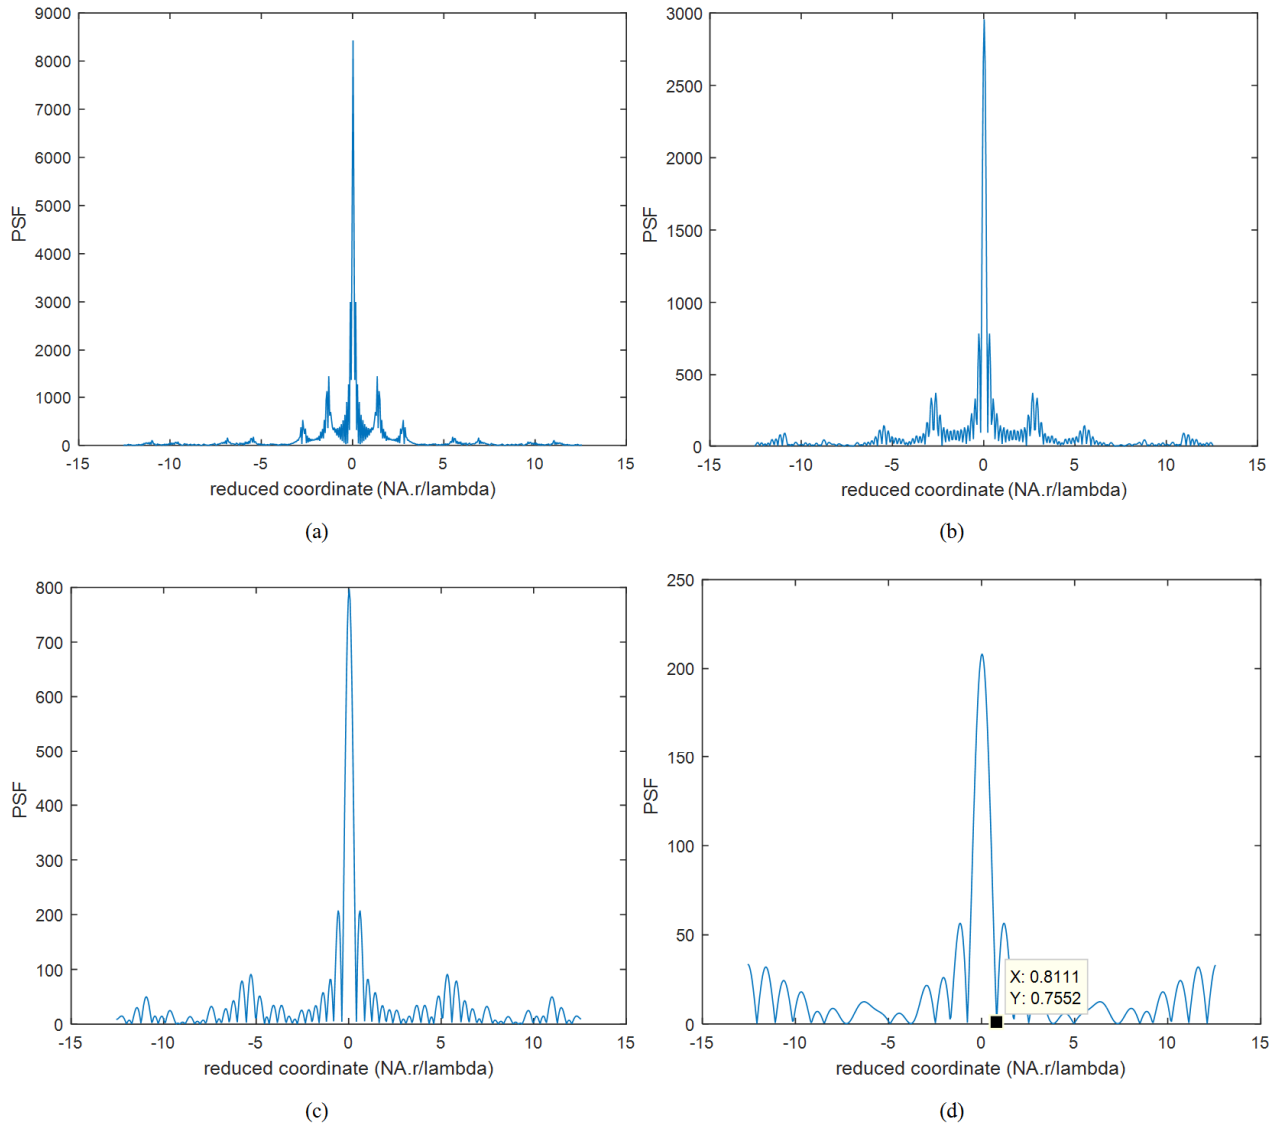 9000
8000
7000
6000
5000
4000
3000
2000
1000
0
PSF
-15 -10 -5 0 5 10 15
reduced coordinate (NA.r/lambda)
(a)
3000
2500
2000
1500
1000
500
0
PSF
-15 -10 -5 0 5 10 15
reduced coordinate (NA.r/lambda)
(b)
800
700
600
500
400
300
200
100
0
PSF
-15 -10 -5 0 5 10 15
reduced coordinate (NA.r/lambda)
(c)
250
200
150
100
50
0
PSF
X: 0.8111
Y: 0.7552
-15 -10 -5 0 5 10 15
reduced coordinate (NA.r/lambda)
(d)